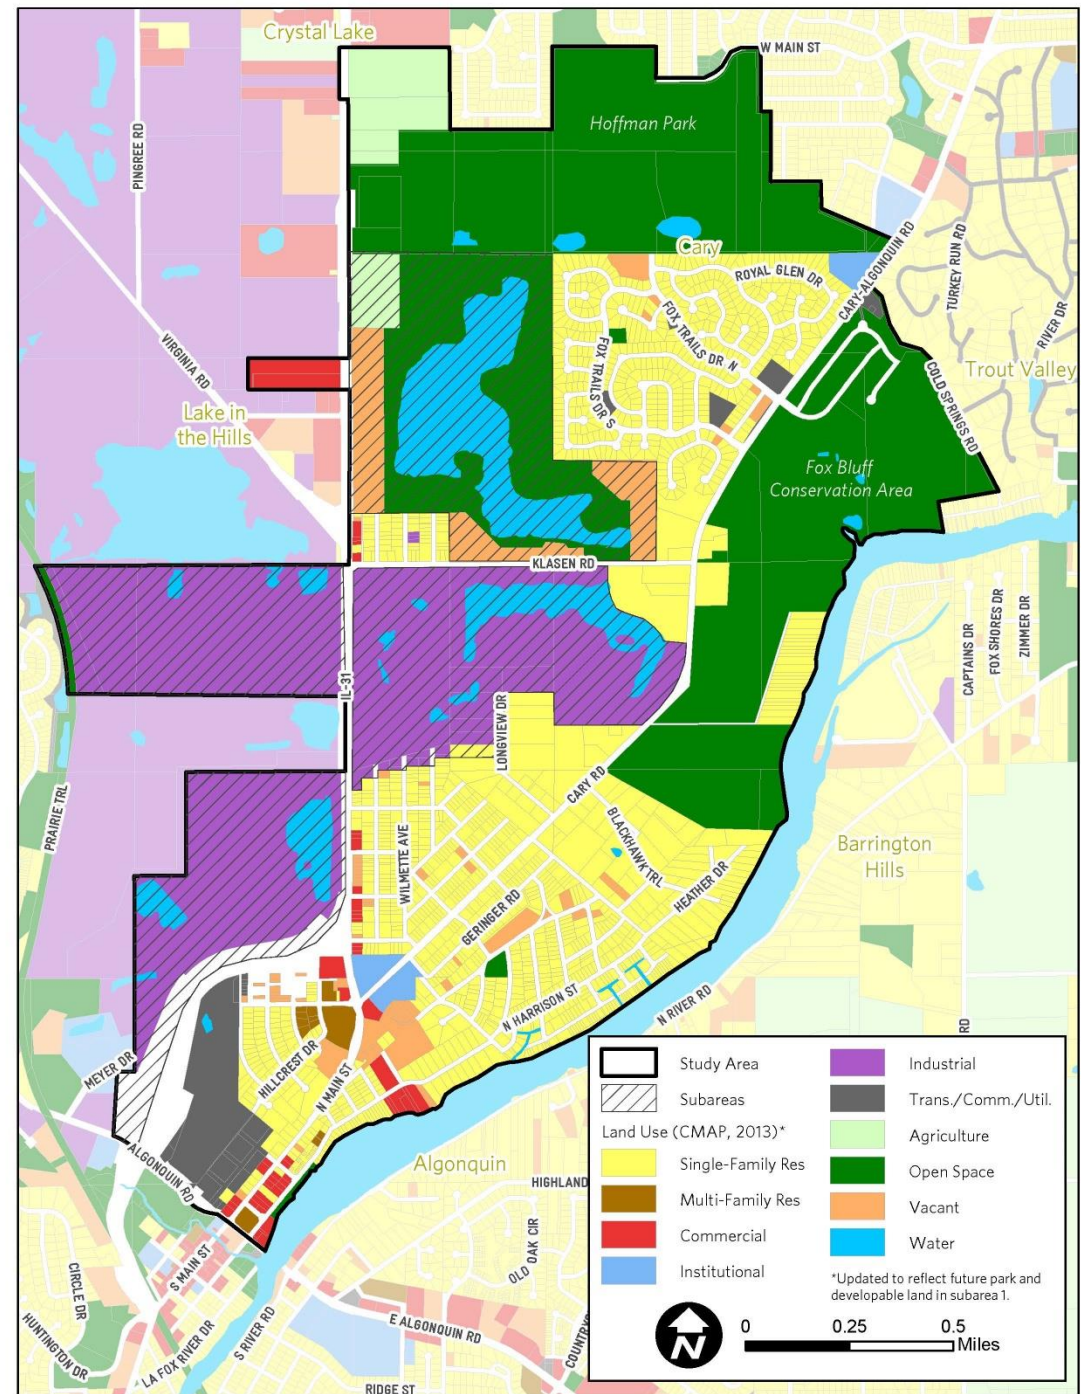 Crystal Lake
W MAIN ST
Hoffman Park
PINGREE RD
CARY-ALGONQUIN RD
TURKEY RUN RD
Cary
ROYAL GLEN DR
RIVER DR
FOX TRAILS DR N
VIRGINIA RD
FOX TRAILS DR S
COLD SPRINGS RD
Trout Valley
Lake in
the Hills
Fox Bluff
Conservation Area
KLASEN RD
CAPTAINS DR
FOX SHORES DR
ZIMMER DR
IL-31
LONGVIEW DR
CARY RD
PRAIRIE TRL
WILMETTE AVE
BLACKHAWK TRL
Barrington
Hills
HEATHER DR
GERINGER RD
N HARRISON ST
N RIVER RD
RD
MEYER DR
HILLCREST DR
N MAIN ST
ALGONQUIN RD
Algonquin
HIGHLAND
S MAIN ST
OLD OAK CIR
CIRCLE DR
HUNTINGTON DR
LA FOX RIVER DR
S RIVER RD
E ALGONQUIN RD
COUNTRY
RIDGE ST
Study Area
Subareas
Land Use (CMAP, 2013)*
Single-Family Res
Multi-Family Res
Commercial
Institutional
Industrial
Trans./Comm./Util.
Agriculture
Open Space
Vacant
Water
*Updated to reflect future park and
developable land in subarea 1.
N
0 0.25 0.5
Miles